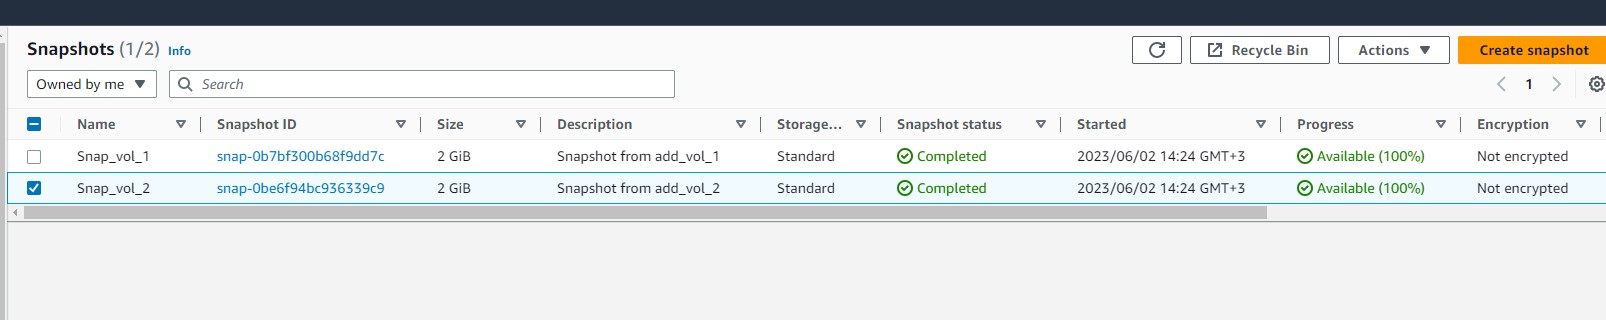 Snapshots (1/2) Info Recycle Bin Actions Create snapshot
Owned by me Search 1
Name Snapshot ID Size Description Storage... Snapshot status Started Progress Encryption
Snap_vol_1 snap-0b7bf300b68f9dd7c 2 GiB Snapshot from add_vol_1 Standard Completed 2023/06/02 14:24 GMT+3 Available (100%) Not encrypted
Snap_vol_2 snap-0be6f94bc936339c9 2 GiB Snapshot from add_vol_2 Standard Completed 2023/06/02 14:24 GMT+3 Available (100%) Not encrypted